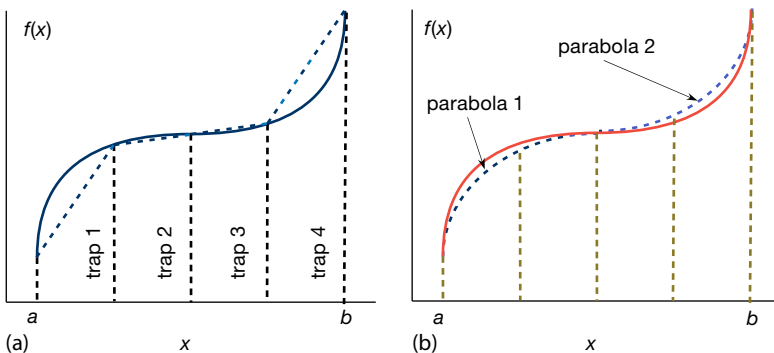 f(x)
trap 1
trap 2
trap 3
trap 4
a
b
(a)
x
f(x)
parabola 2
parabola 1
a
b
(b)
x